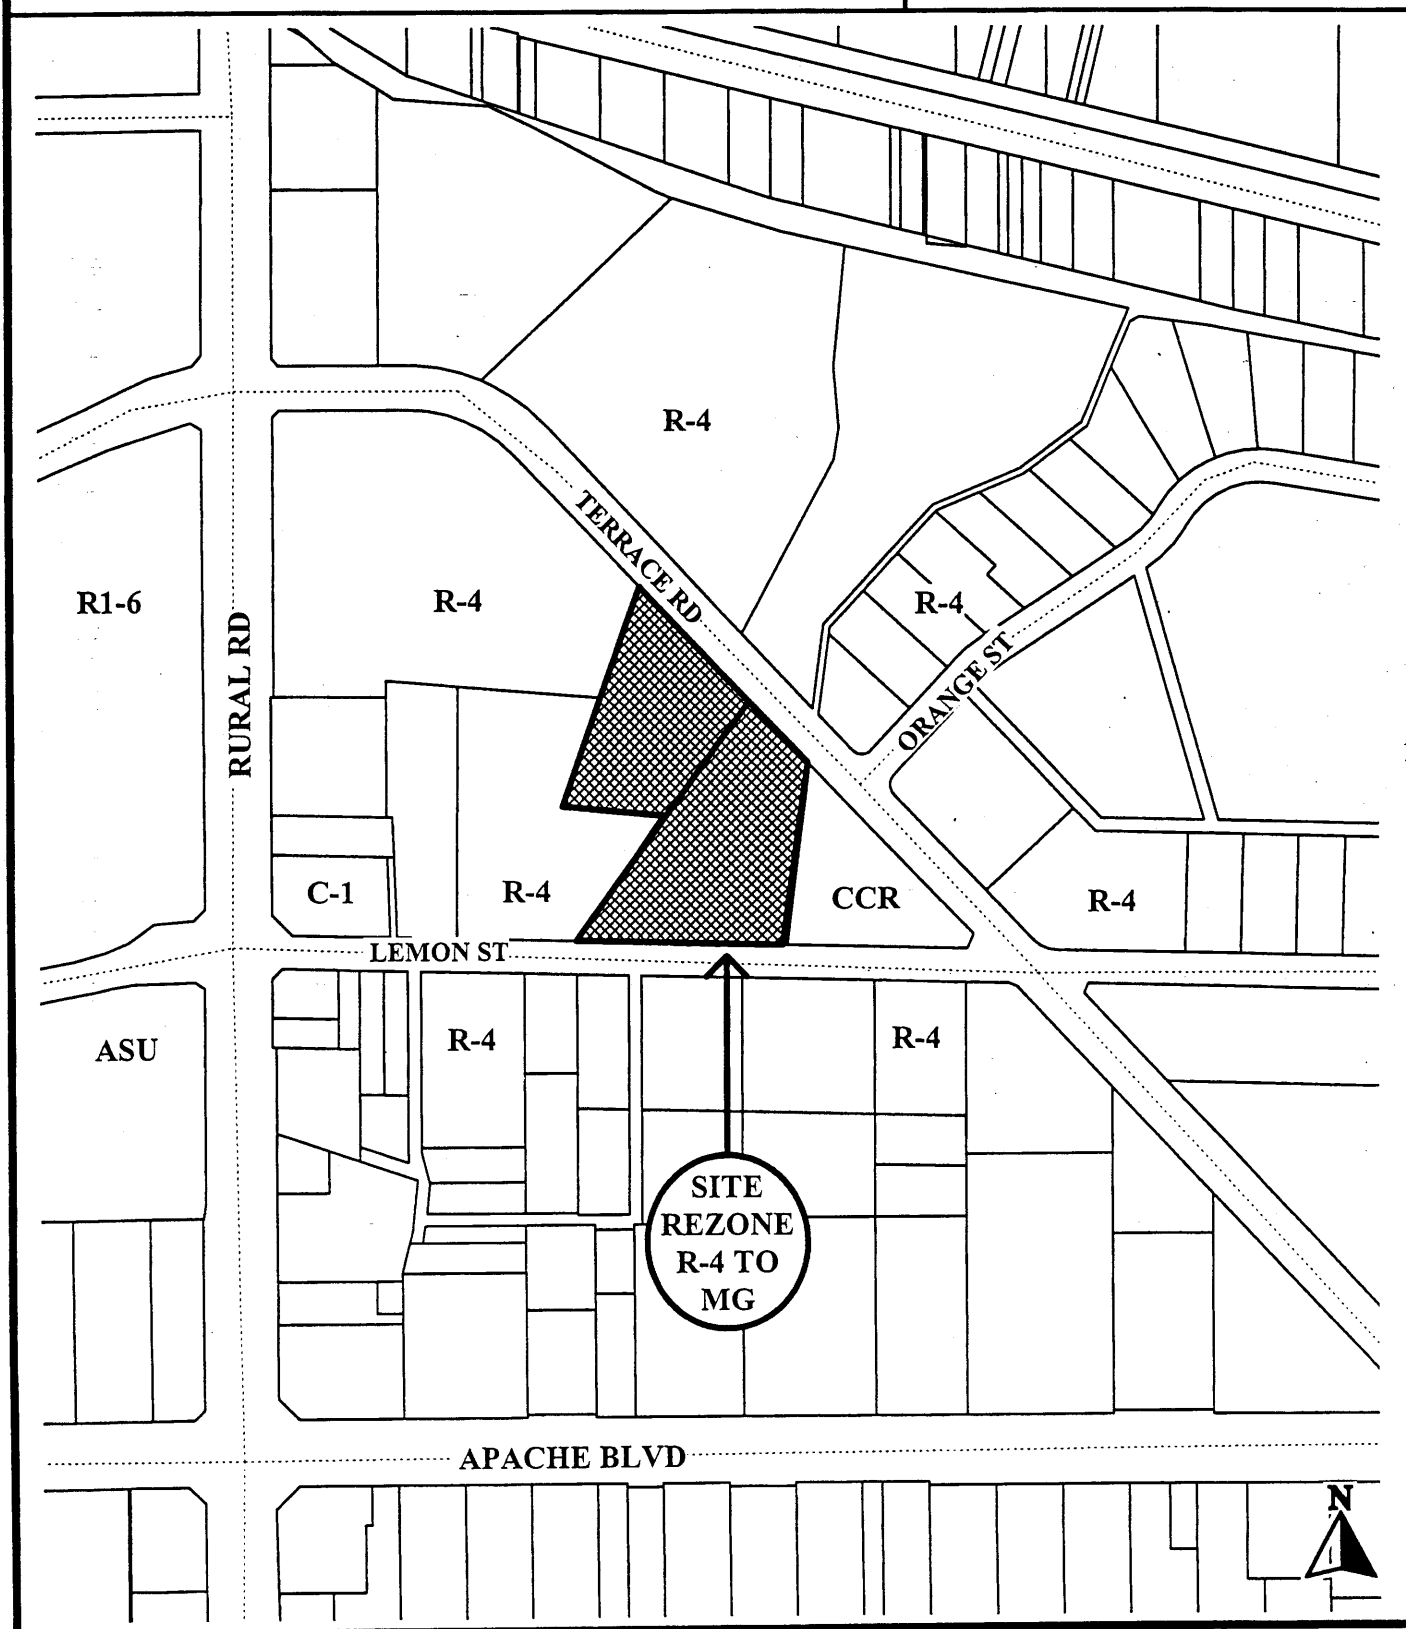 R-4
TERRACE RD
R1-6
R-4
R-4
RURAL RD
ORANGE ST
C-1
R-4
CCR
R-4
LEMON ST
ASU
R-4
R-4
SITE
REZONE
R-4 TO
MG
APACHE BLVD
N